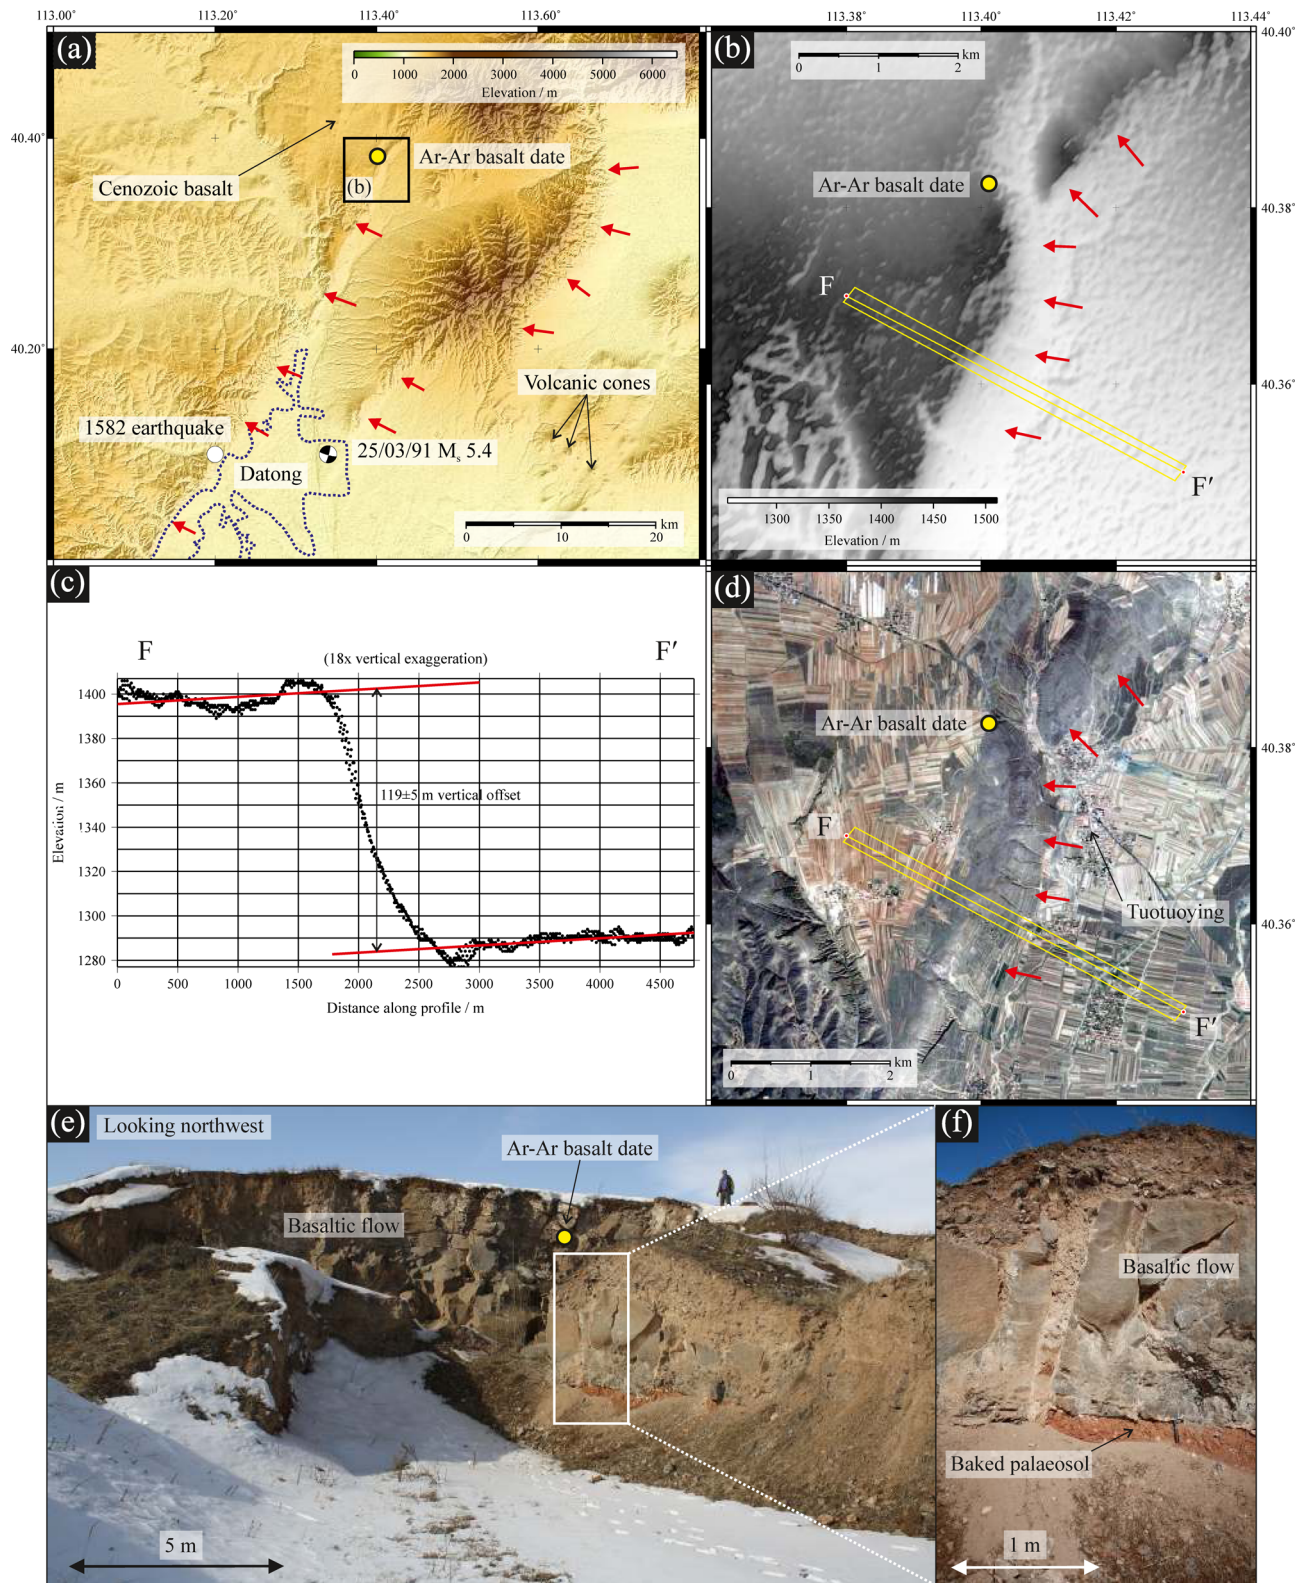 113.00° 113.20° 113.40° 113.60° 113.38° 113.40° 113.42° 113.44°
(a)
0 1000 2000 3000 4000 5000 6000
Elevation / m
40.40°
40.20°
Cenozoic basalt
Ar-Ar basalt date
(b)
Volcanic cones
1582 earthquake
25/03/91 Ms 5.4
Datong
km
0 10 20
(b)
km
0 1 2
40.40°
40.38°
40.36°
Ar-Ar basalt date
F
F′
1300 1350 1400 1450 1500
Elevation / m
(c)
F
F′
(18x vertical exaggeration)
1400
1380
1360
1340
1320
1300
1280
Elevation / m
119±5 m vertical offset
0 500 1000 1500 2000 2500 3000 3500 4000 4500
Distance along profile / m
(d)
Ar-Ar basalt date
40.38°
40.36°
F
F′
Tuotuoying
km
0 1 2
(e)
Looking northwest
Ar-Ar basalt date
Basaltic flow
5 m
(f)
Basaltic flow
Baked palaeosol
1 m